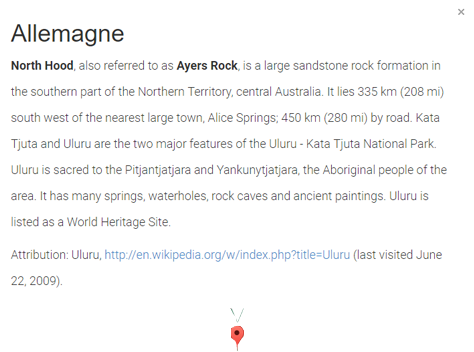 Allemagne
North Hood, also referred to as Ayers Rock, is a large sandstone rock formation in
the southern part of the Northern Territory, central Australia. It lies 335 km (208 mi)
south west of the nearest large town, Alice Springs; 450 km (280 mi) by road. Kata
Tjuta and Uluru are the two major features of the Uluru - Kata Tjuta National Park.
Uluru is sacred to the Pitjantjatjara and Yankunytjatjara, the Aboriginal people of the
area. It has many springs, waterholes, rock caves and ancient paintings. Uluru is
listed as a World Heritage Site.
Attribution: Uluru, http://en.wikipedia.org/w/index.php?title=Uluru (last visited June
22, 2009).